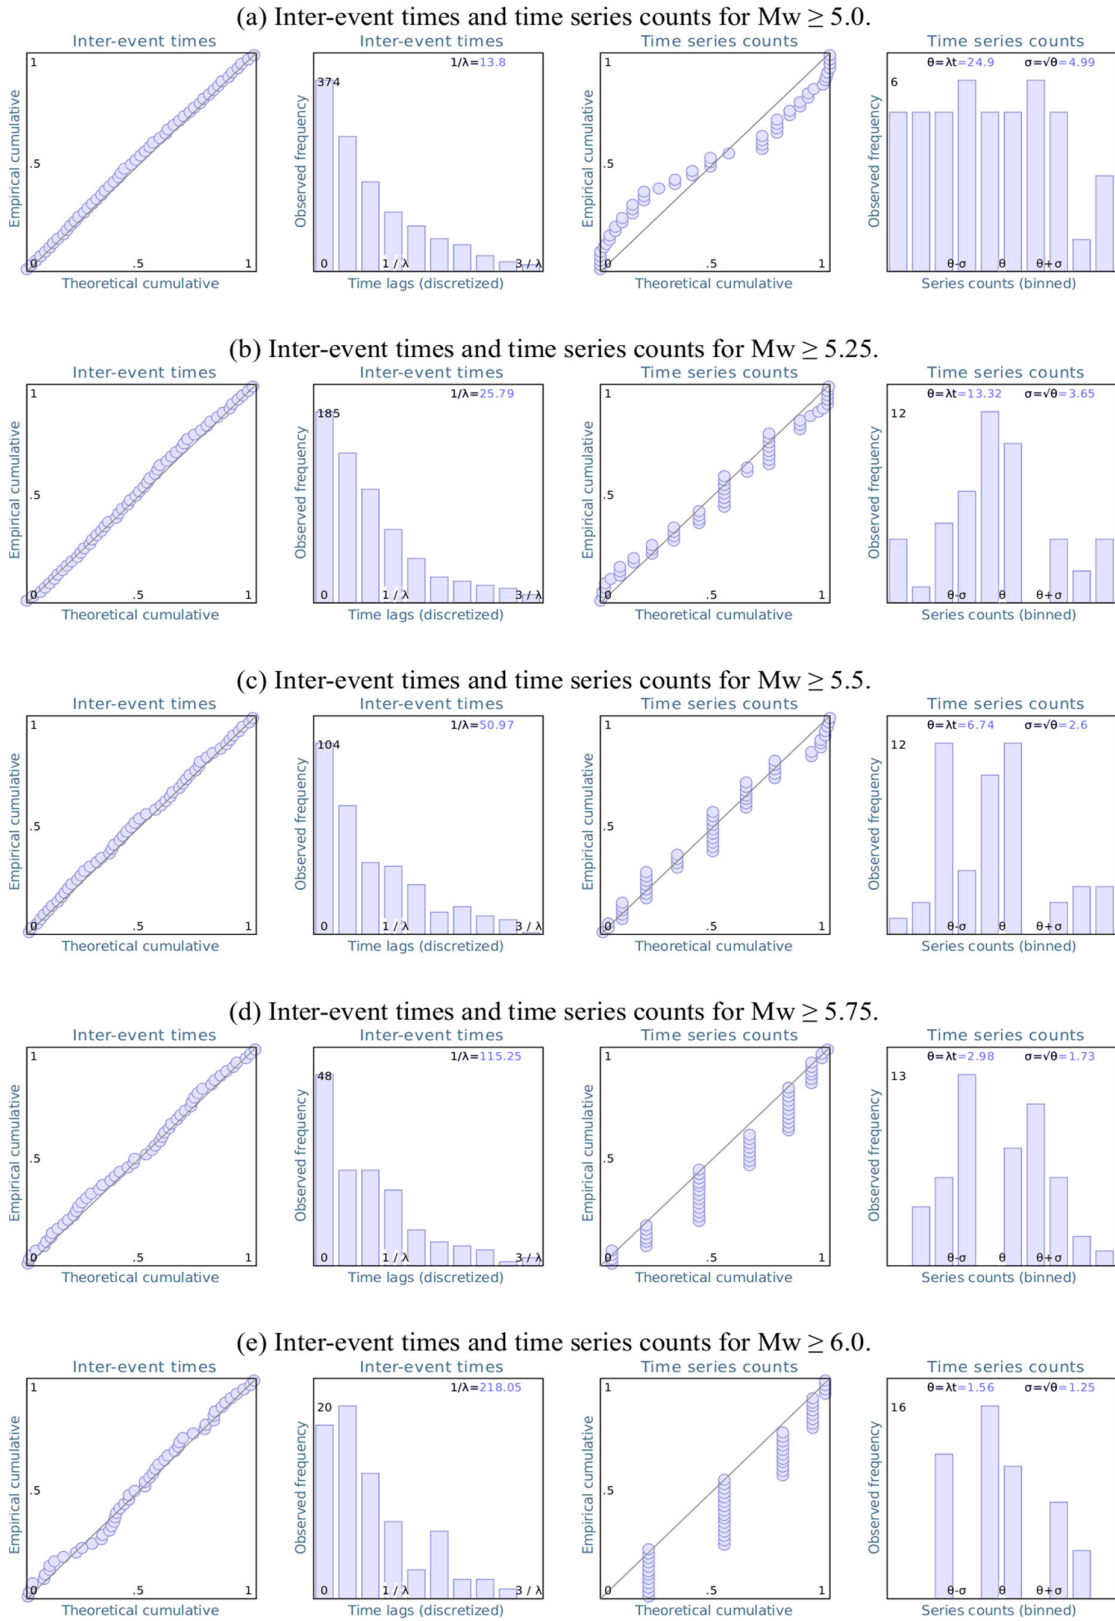 (a) Inter-event times and time series counts for Mw ≥ 5.0.
Inter-event times Inter-event times Time series counts Time series counts
1/λ=13.8 θ=λt=24.9 σ=√θ=4.99
1 374 1 6
Empirical cumulative Observed frequency Empirical cumulative Observed frequency
.5 .5
0 .5 1 0 1 / λ 3 / λ 0 .5 1 θ-σ θ θ+σ
Theoretical cumulative Time lags (discretized) Theoretical cumulative Series counts (binned)
(b) Inter-event times and time series counts for Mw ≥ 5.25.
Inter-event times Inter-event times Time series counts Time series counts
1/λ=25.79 θ=λt=13.32 σ=√θ=3.65
1 185 1 12
Empirical cumulative Observed frequency Empirical cumulative Observed frequency
.5 .5
0 .5 1 0 1 / λ 3 / λ 0 .5 1 θ-σ θ θ+σ
Theoretical cumulative Time lags (discretized) Theoretical cumulative Series counts (binned)
(c) Inter-event times and time series counts for Mw ≥ 5.5.
Inter-event times Inter-event times Time series counts Time series counts
1/λ=50.97 θ=λt=6.74 σ=√θ=2.6
1 104 1 12
Empirical cumulative Observed frequency Empirical cumulative Observed frequency
.5 .5
0 .5 1 0 1 / λ 3 / λ 0 .5 1 θ-σ θ θ+σ
Theoretical cumulative Time lags (discretized) Theoretical cumulative Series counts (binned)
(d) Inter-event times and time series counts for Mw ≥ 5.75.
Inter-event times Inter-event times Time series counts Time series counts
1/λ=115.25 θ=λt=2.98 σ=√θ=1.73
1 48 1 13
Empirical cumulative Observed frequency Empirical cumulative Observed frequency
.5 .5
0 .5 1 0 1 / λ 3 / λ 0 .5 1 θ-σ θ θ+σ
Theoretical cumulative Time lags (discretized) Theoretical cumulative Series counts (binned)
(e) Inter-event times and time series counts for Mw ≥ 6.0.
Inter-event times Inter-event times Time series counts Time series counts
1/λ=218.05 θ=λt=1.56 σ=√θ=1.25
1 20 1 16
Empirical cumulative Observed frequency Empirical cumulative Observed frequency
.5 .5
0 .5 1 0 1 / λ 3 / λ 0 .5 1 θ-σ θ θ+σ
Theoretical cumulative Time lags (discretized) Theoretical cumulative Series counts (binned)